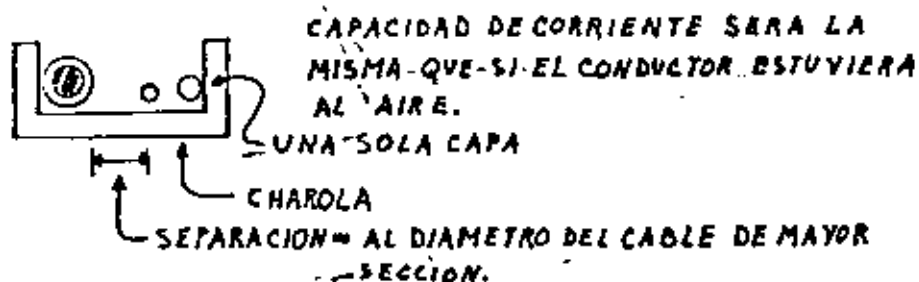 CAPACIDAD DE CORRIENTE SERA LA
MISMA-QUE-SI-EL CONDUCTOR ESTUVIERA
AL AIRE.
UNA SOLA CAPA
CHAROLA
SEPARACION = AL DIAMETRO DEL CABLE DE MAYOR
SECCION.